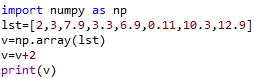 import numpy as np
lst=[2,3,7.9,3.3,6.9,0.11,10.3,12.9]
v=np.array(lst)
v=v+2
print(v)